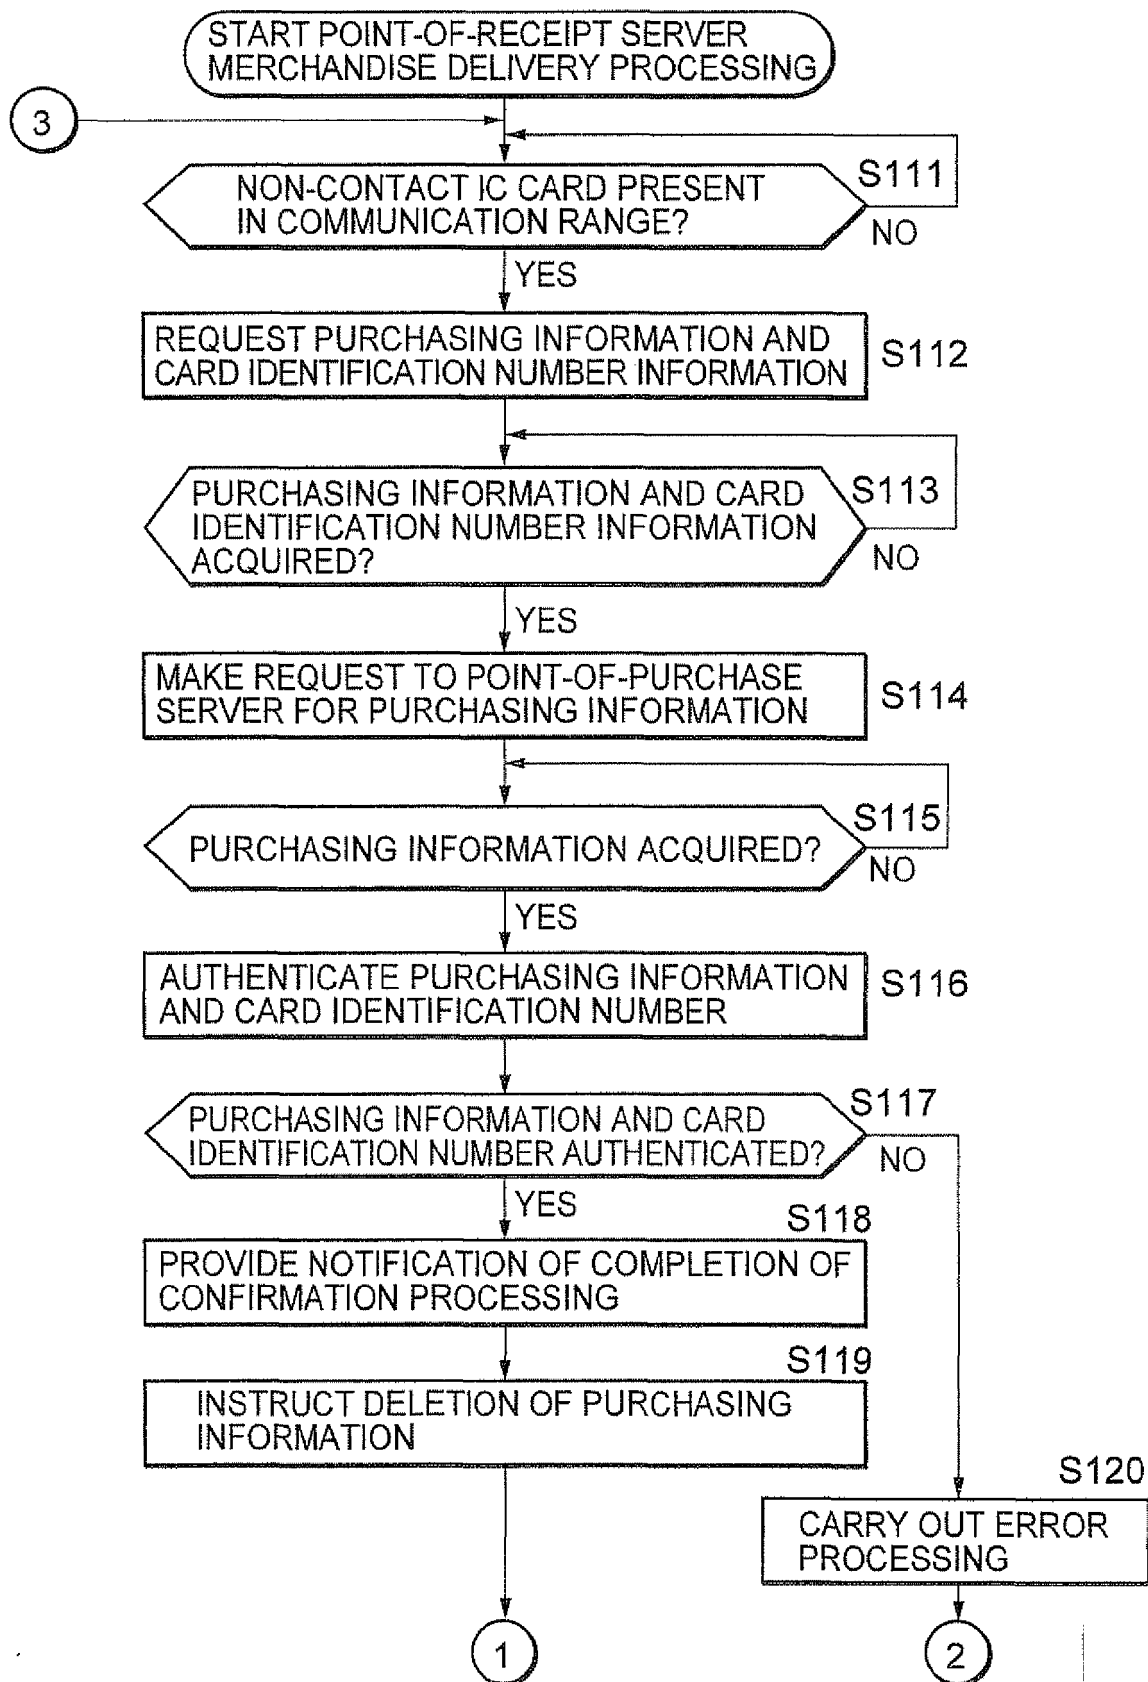 START POINT-OF-RECEIPT SERVER
MERCHANDISE DELIVERY PROCESSING
3
NON-CONTACT IC CARD PRESENT
IN COMMUNICATION RANGE?
S111
NO
YES
REQUEST PURCHASING INFORMATION AND
CARD IDENTIFICATION NUMBER INFORMATION
S112
PURCHASING INFORMATION AND CARD
IDENTIFICATION NUMBER INFORMATION
ACQUIRED?
S113
NO
YES
MAKE REQUEST TO POINT-OF-PURCHASE
SERVER FOR PURCHASING INFORMATION
S114
PURCHASING INFORMATION ACQUIRED?
S115
NO
YES
AUTHENTICATE PURCHASING INFORMATION
AND CARD IDENTIFICATION NUMBER
S116
PURCHASING INFORMATION AND CARD
IDENTIFICATION NUMBER AUTHENTICATED?
S117
NO
YES
S118
PROVIDE NOTIFICATION OF COMPLETION OF
CONFIRMATION PROCESSING
S119
INSTRUCT DELETION OF PURCHASING
INFORMATION
S120
CARRY OUT ERROR
PROCESSING
1
2